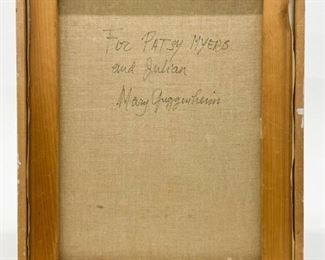 For PATSY MYERS
and Julian
Mary Guggenheim